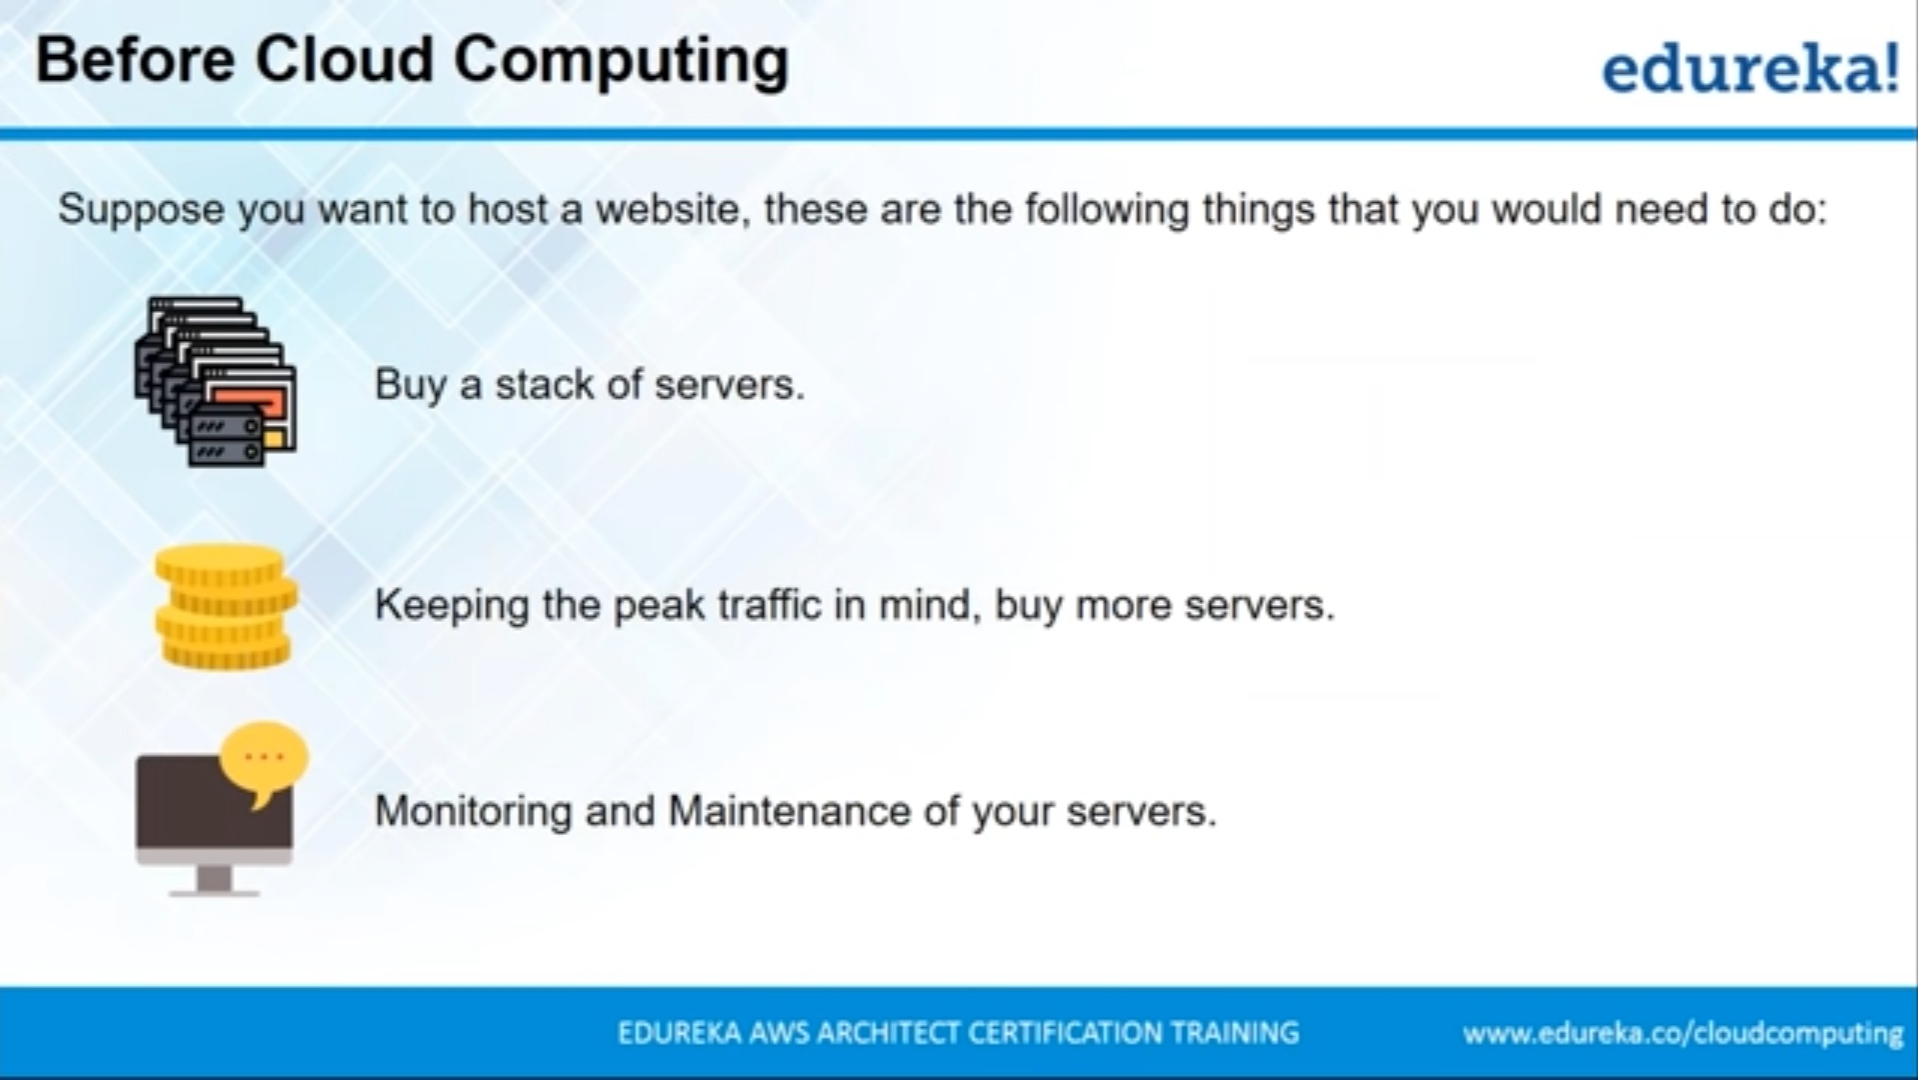 Before Cloud Computing
edureka!
Suppose you want to host a website, these are the following things that you would need to do:
Buy a stack of servers.
Keeping the peak traffic in mind, buy more servers.
Monitoring and Maintenance of your servers.
EDUREKA AWS ARCHITECT CERTIFICATION TRAINING
www.edureka.co/cloudcomputing